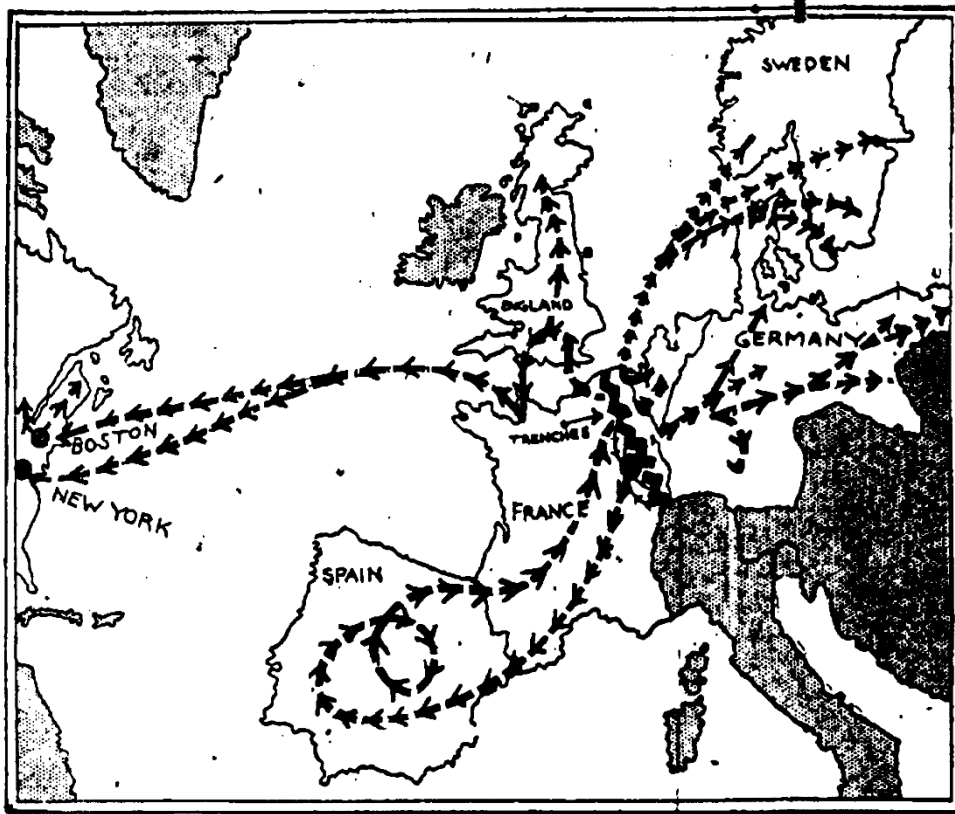 SWEDEN
ENGLAND
GERMANY
BOSTON
TRENCHES
NEW YORK
FRANCE
SPAIN